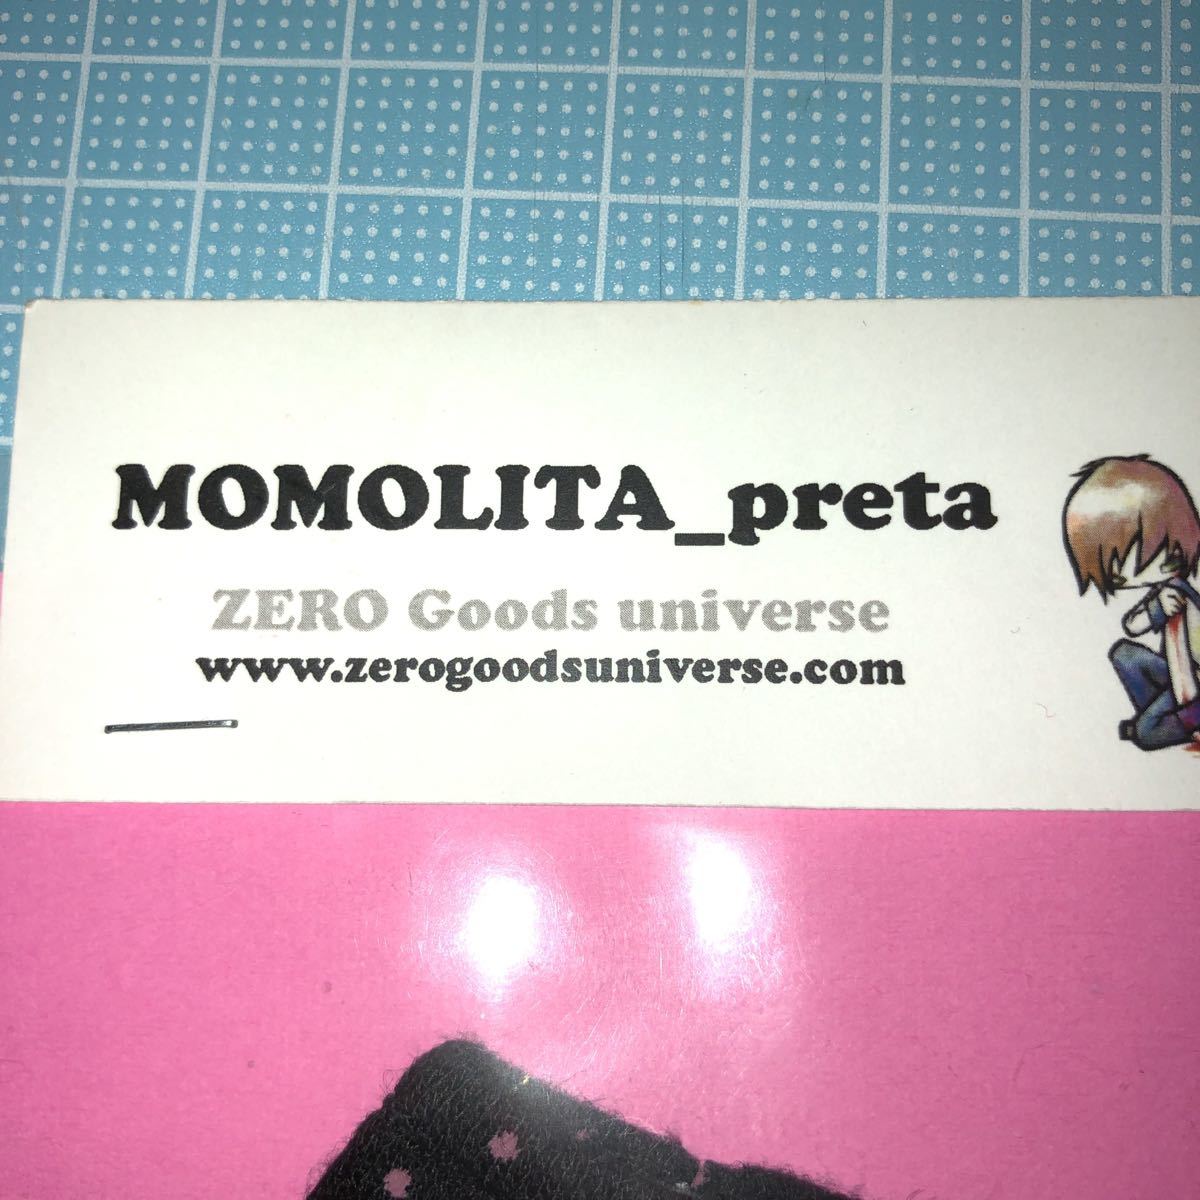 MOMOLITA_preta
ZERO Goods universe
www.zerogoodsuniverse.com